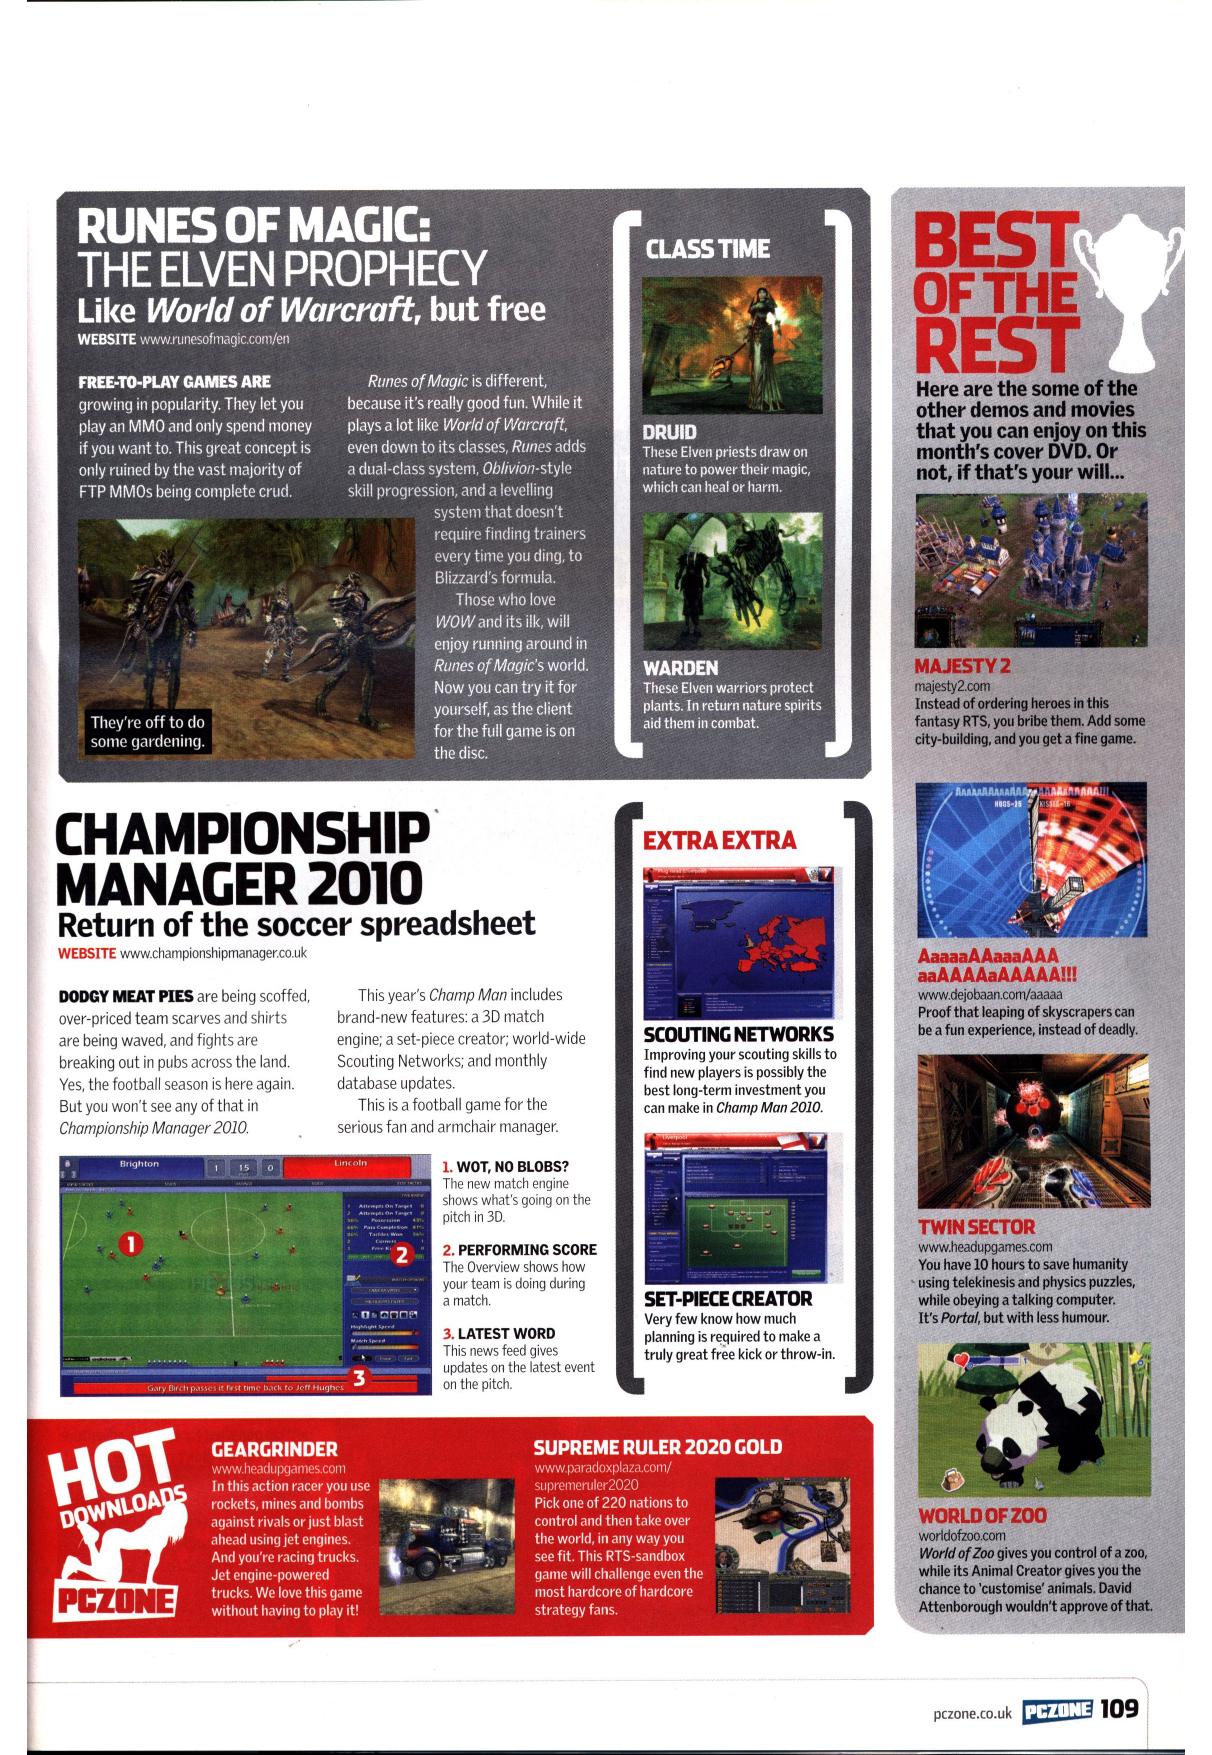 RUNES OF MAGIC:
THE ELVEN PROPHECY
Like World of Warcraft, but free
WEBSITE www.runesofmagic.com/en
FREE-TO-PLAY GAMES ARE
growing in popularity. They let you
play an MMO and only spend money
if you want to. This great concept is
only ruined by the vast majority of
FTP MMOs being complete crud.
Runes of Magic is different,
because it's really good fun. While it
plays a lot like World of Warcraft,
even down to its classes, Runes adds
a dual-class system, Oblivion-style
skill progression, and a levelling
system that doesn't
require finding trainers
every time you ding, to
Blizzard's formula.
Those who love
WOW and its ilk, will
enjoy running around in
Runes of Magic's world.
Now you can try it for
yourself, as the client
for the full game is on
the disc.
They're off to do
some gardening.
CLASS TIME
DRUID
These Elven priests draw on
nature to power their magic,
which can heal or harm.
WARDEN
These Elven warriors protect
plants. In return nature spirits
aid them in combat.
CHAMPIONSHIP
MANAGER 2010
Return of the soccer spreadsheet
WEBSITE www.championshipmanager.co.uk
DODGY MEAT PIES are being scoffed,
over-priced team scarves and shirts
are being waved, and fights are
breaking out in pubs across the land.
Yes, the football season is here again.
But you won't see any of that in
Championship Manager 2010.
This year's Champ Man includes
brand-new features: a 3D match
engine; a set-piece creator; world-wide
Scouting Networks; and monthly
database updates.
This is a football game for the
serious fan and armchair manager.
Brighton 1 15 0 Lincoln
Attempts On Target
Attempts Off Target
Possession
Pass Completion
Tackles Won
Corners
Highlight Speed
Match Speed
1
2
3
Gary Birch passes it first time back to Jeff Hughes
1. WOT, NO BLOBS?
The new match engine
shows what's going on the
pitch in 3D.
2. PERFORMING SCORE
The Overview shows how
your team is doing during
a match.
3. LATEST WORD
This news feed gives
updates on the latest event
on the pitch.
EXTRA EXTRA
SCOUTING NETWORKS
Improving your scouting skills to
find new players is possibly the
best long-term investment you
can make in Champ Man 2010.
Liverpool
SET-PIECE CREATOR
Very few know how much
planning is required to make a
truly great free kick or throw-in.
HOT
DOWNLOADS
PCZONE
GEARGRINDER
www.headupgames.com
In this action racer you use
rockets, mines and bombs
against rivals or just blast
ahead using jet engines.
And you're racing trucks.
Jet engine-powered
trucks. We love this game
without having to play it!
SUPREME RULER 2020 GOLD
www.paradoxplaza.com/
supremeruler2020
Pick one of 220 nations to
control and then take over
the world, in any way you
see fit. This RTS-sandbox
game will challenge even the
most hardcore of hardcore
strategy fans.
BEST
OF THE
REST
Here are the some of the
other demos and movies
that you can enjoy on this
month's cover DVD. Or
not, if that's your will...
MAJESTY 2
majesty2.com
Instead of ordering heroes in this
fantasy RTS, you bribe them. Add some
city-building, and you get a fine game.
AaaaaAAaaaAAA
aaAAAAaAAAAA!!!
www.dejobaan.com/aaaaa
Proof that leaping of skyscrapers can
be a fun experience, instead of deadly.
TWIN SECTOR
www.headupgames.com
You have 10 hours to save humanity
using telekinesis and physics puzzles,
while obeying a talking computer.
It's Portal, but with less humour.
WORLD OF ZOO
worldofzoo.com
World of Zoo gives you control of a zoo,
while its Animal Creator gives you the
chance to 'customise' animals. David
Attenborough wouldn't approve of that.
pczone.co.uk PCZONE 109